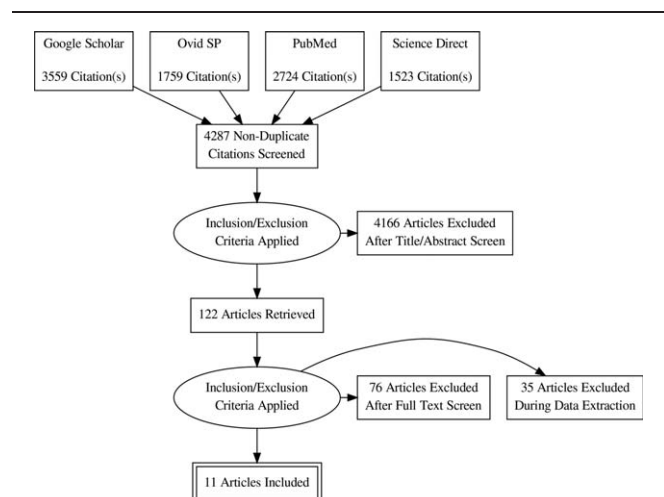 Google Scholar
3559 Citation(s)
Ovid SP
1759 Citation(s)
PubMed
2724 Citation(s)
Science Direct
1523 Citation(s)
4287 Non-Duplicate
Citations Screened
Inclusion/Exclusion
Criteria Applied
4166 Articles Excluded
After Title/Abstract Screen
122 Articles Retrieved
Inclusion/Exclusion
Criteria Applied
76 Articles Excluded
After Full Text Screen
35 Articles Excluded
During Data Extraction
11 Articles Included